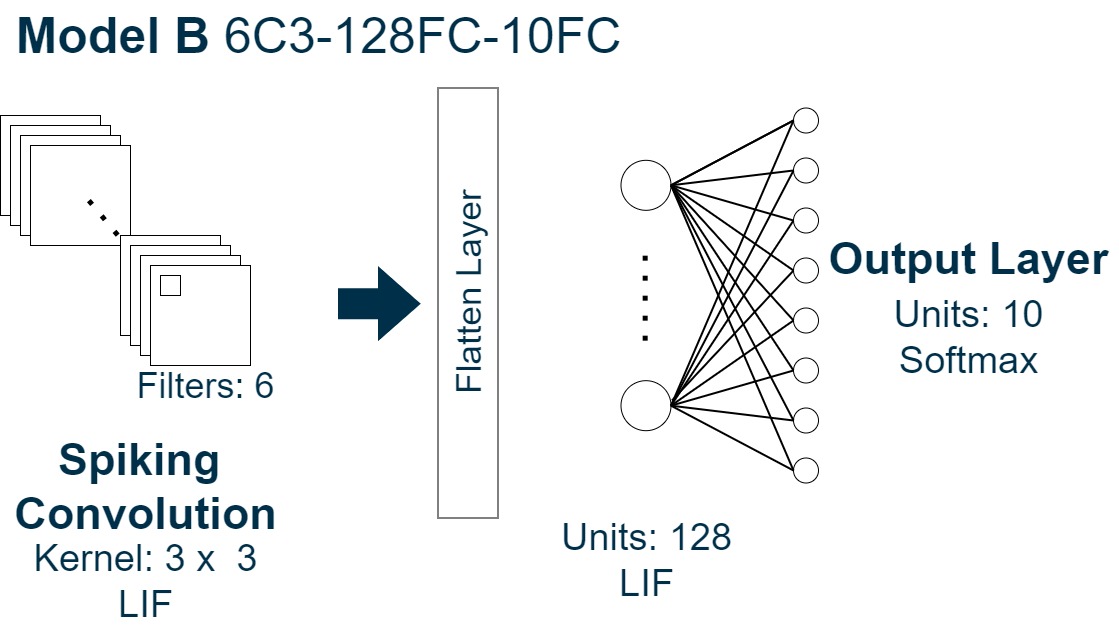 Model B 6C3-128FC-10FC
Filters: 6
Spiking
Convolution
Kernel: 3 x 3
LIF
Flatten Layer
Units: 128
LIF
Output Layer
Units: 10
Softmax